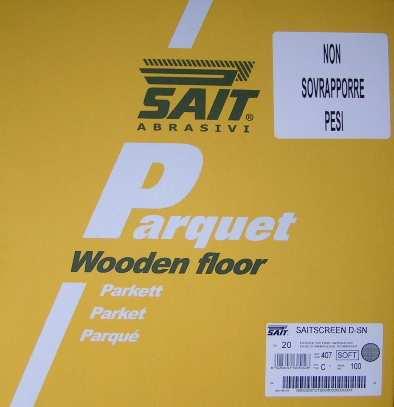 SAIT®
ABRASIVI
NON
SOVRAPPORRE
PESI
Parquet
Wooden floor
Parkett
Parket
Parqué
SAIT
SAITSCREEN D-SN
20
407 SOFT
C
100